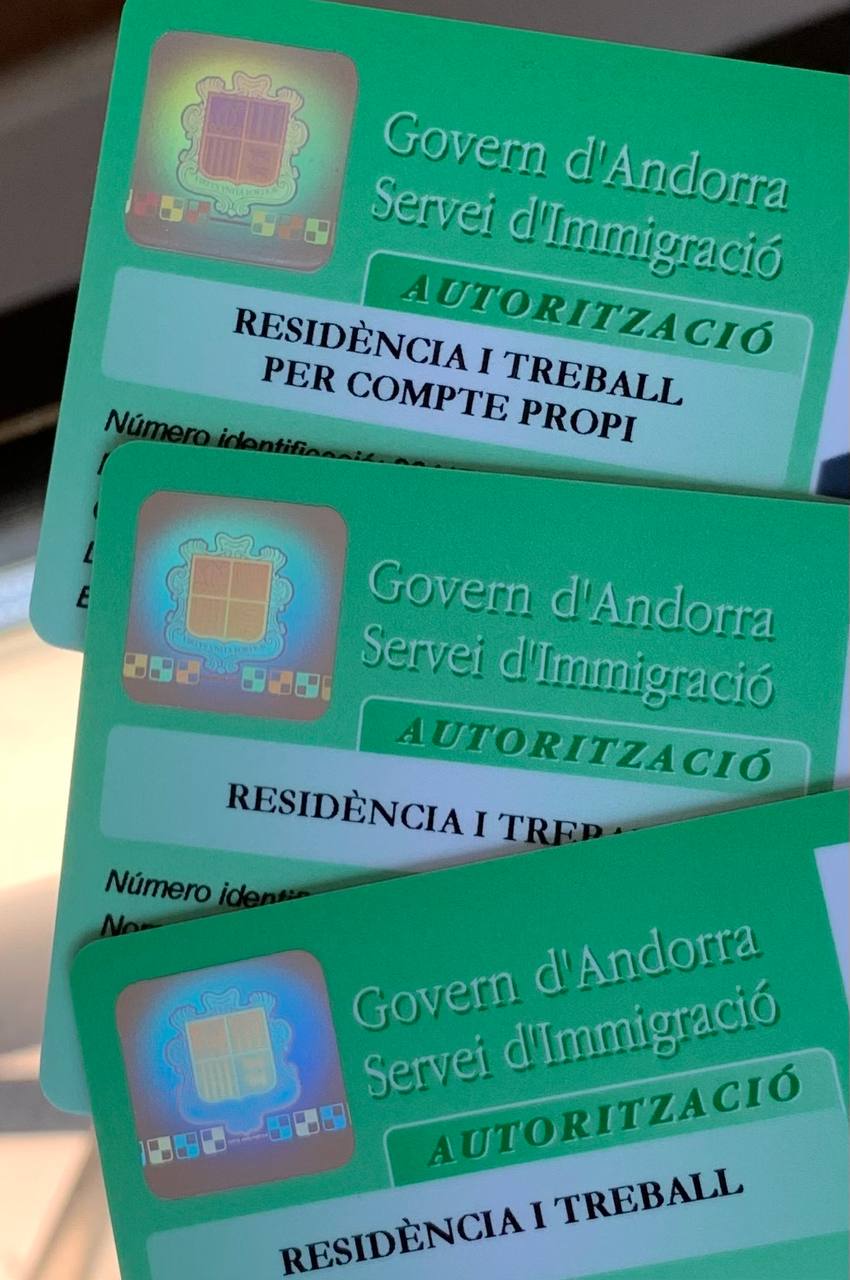 Govern d'Andorra
Servei d'Immigració
AUTORITZACIÓ
RESIDÈNCIA I TREBALL
Govern d'Andorra
Servei d'Immigració
AUTORITZACIÓ
RESIDÈNCIA I
Número
Govern d'Andorra
Servei d'Immigració
AUTORITZACIÓ
RESIDÈNCIA I TREBALL
PER COMPTE PROPI
Número identificació